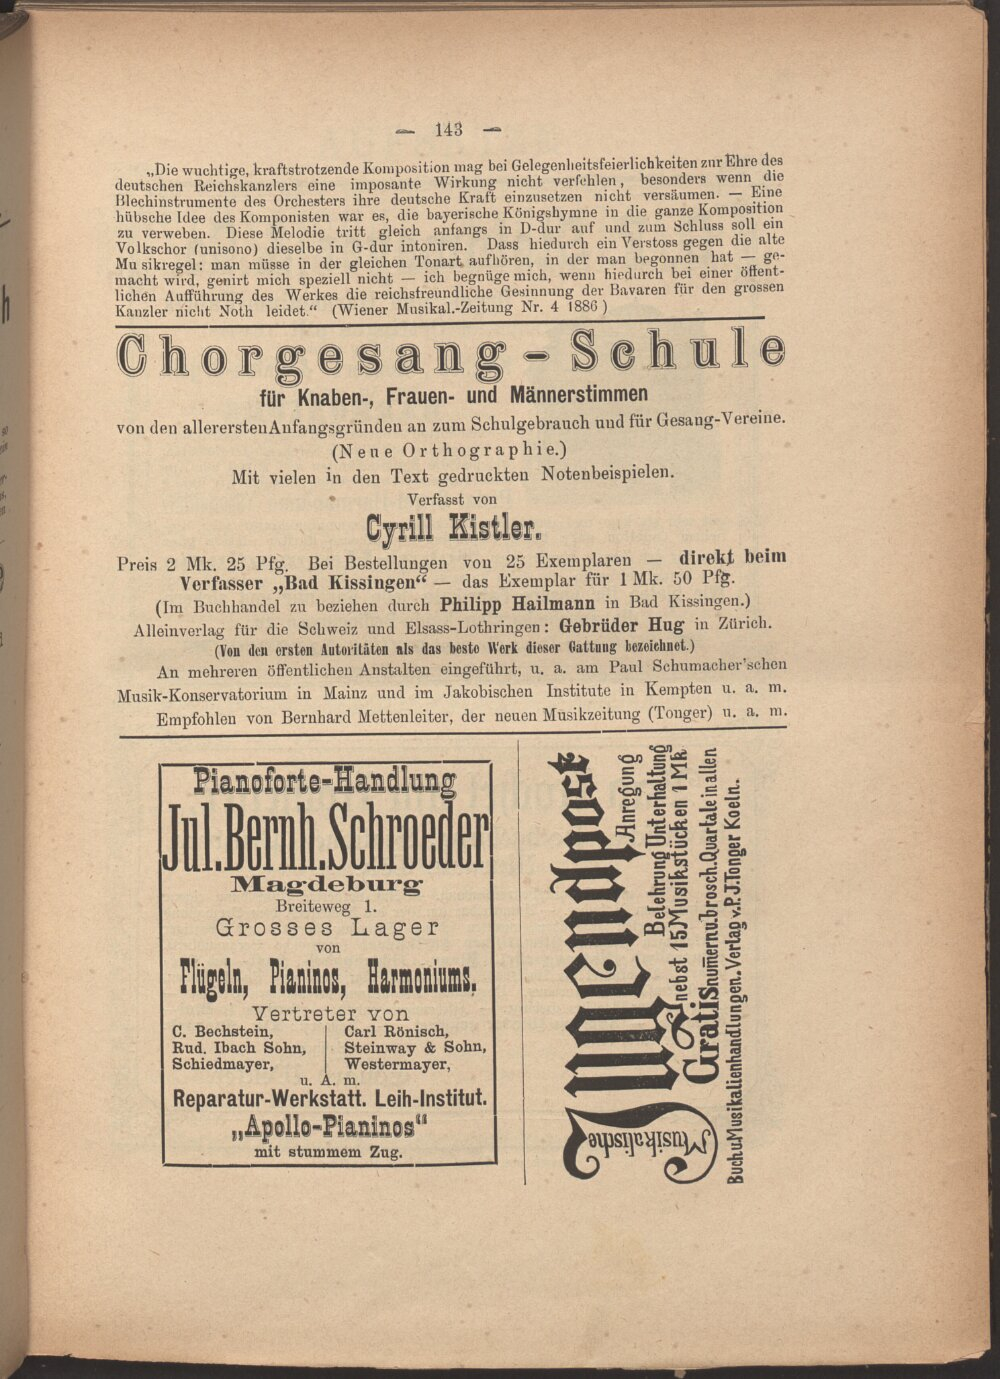 — 143 —
„Die wuchtige, kraftstrotzende Komposition mag bei Gelegenheitsfeierlichkeiten zur Ehre des
deutschen Reichskanzlers eine imposante Wirkung nicht verfehlen, besonders wenn die
Blechinstrumente des Orchesters ihre deutsche Kraft einzusetzen nicht versäumen. — Eine
hübsche Idee des Komponisten war es, die bayerische Königshymne in die ganze Komposition
zu verweben. Diese Melodie tritt gleich anfangs in D-dur auf und zum Schluss soll ein
Volkschor (unisono) dieselbe in G-dur intoniren. Dass hiedurch ein Verstoss gegen die alte
Musikregel: man müsse in der gleichen Tonart aufhören, in der man begonnen hat — ge-
macht wird, genirt mich speziell nicht — ich begnüge mich, wenn hiedurch bei einer öffent-
lichen Aufführung des Werkes die reichsfreundliche Gesinnung der Bavaren für den grossen
Kanzler nicht Noth leidet.“ (Wiener Musikal.-Zeitung Nr. 4 1886)
Chorgesang-Schule
für Knaben-, Frauen- und Männerstimmen
von den allerersten Anfangsgründen an zum Schulgebrauch und für Gesang-Vereine.
(Neue Orthographie.)
Mit vielen in den Text gedruckten Notenbeispielen.
Verfasst von
Cyrill Kistler.
Preis 2 Mk. 25 Pfg. Bei Bestellungen von 25 Exemplaren — direkt beim
Verfasser „Bad Kissingen“ — das Exemplar für 1 Mk. 50 Pfg.
(Im Buchhandel zu beziehen durch Philipp Hailmann in Bad Kissingen.)
Alleinverlag für die Schweiz und Elsass-Lothringen: Gebrüder Hug in Zürich.
(Von den ersten Autoritäten als das beste Werk dieser Gattung bezeichnet.)
An mehreren öffentlichen Anstalten eingeführt, u. a. am Paul Schumacher'schen
Musik-Konservatorium in Mainz und im Jakobischen Institute in Kempten u. a. m.
Empfohlen von Bernhard Mettenleiter, der neuen Musikzeitung (Tonger) u. a. m.
Pianoforte-Handlung
Jul. Bernh. Schroeder
Magdeburg
Breiteweg 1.
Grosses Lager
von
Flügeln, Pianinos, Harmoniums.
Vertreter von
C. Bechstein, Carl Rönisch,
Rud. Ibach Sohn, Steinway & Sohn,
Schiedmayer, Westermayer,
u. A. m.
Reparatur-Werkstatt. Leih-Institut.
„Apollo-Pianinos“
mit stummem Zug.
Musikalische
Jugendpost
Anregung
Belehrung Unterhaltung
nebst 15 Musikstücken 1 Mk
Gratisnumern u. brosch. Quartale in allen
Buch u. Musikalienhandlungen. Verlag v. P. J. Tonger Koeln.